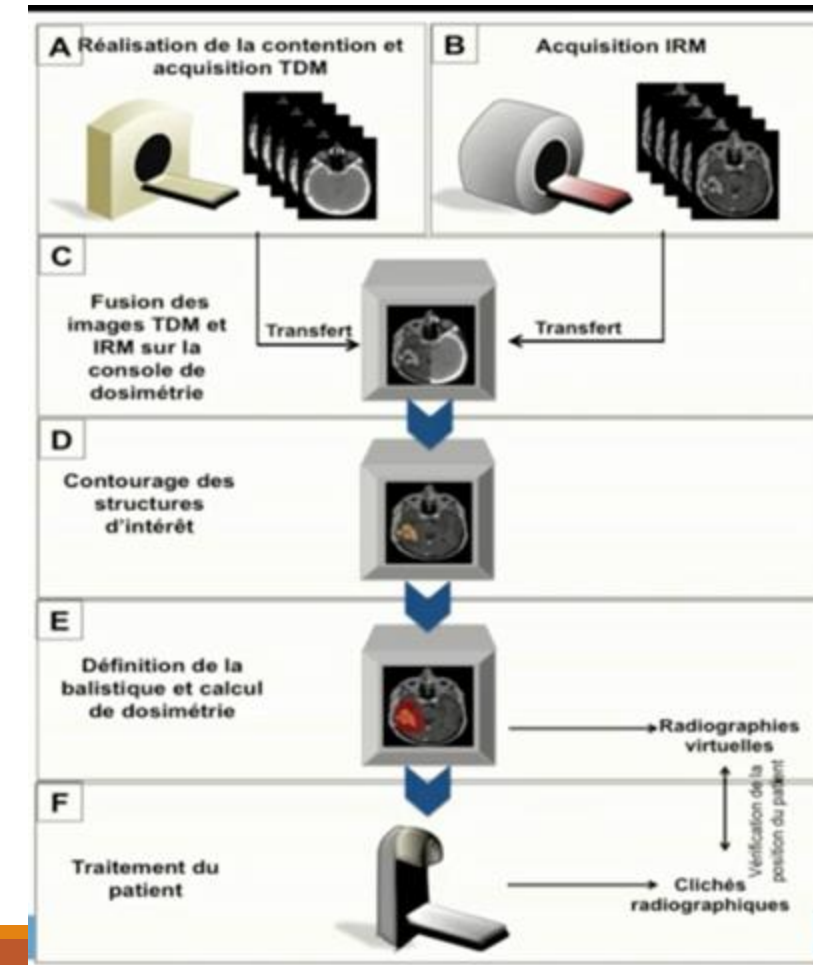 A Réalisation de la contention et
acquisition TDM
B Acquisition IRM
C
Fusion des
images TDM et
IRM sur la
console de
dosimétrie
Transfert
Transfert
D
Contourage des
structures
d'intérêt
E
Définition de la
balistique et calcul
de dosimétrie
Radiographies
virtuelles
Vérification de la
position du patient
F
Traitement du
patient
Clichés
radiographiques